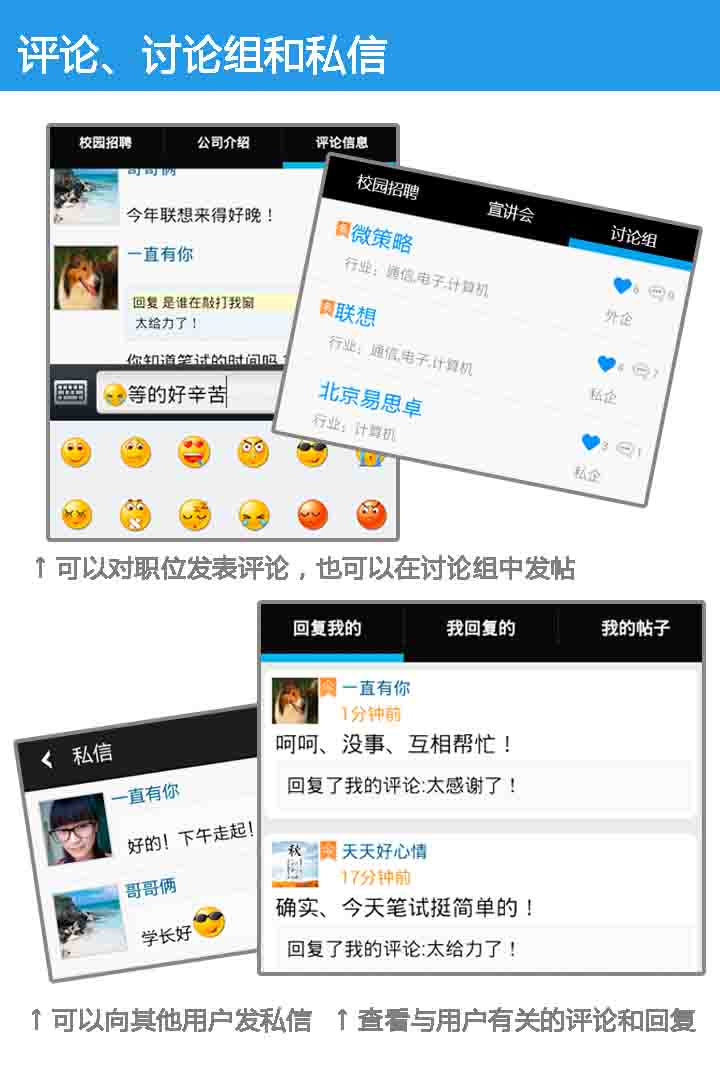 评论、讨论组和私信
校园招聘 公司介绍 评论信息
哥哥俩
今年联想来得好晚！
一直有你
回复 是谁在敲打我窗
太给力了！
你知道笔试的时间吗
等的好辛苦
校园招聘 宣讲会 讨论组
微策略
6 9
行业：通信,电子,计算机
外企
联想
4 7
行业：通信,电子,计算机
私企
北京易思卓
3 1
行业：计算机
私企
↑可以对职位发表评论，也可以在讨论组中发帖
回复我的 我回复的 我的帖子
一直有你
1分钟前
呵呵、没事、互相帮忙！
回复了我的评论:太感谢了！
秋
天天好心情
17分钟前
确实、今天笔试挺简单的！
回复了我的评论:太给力了！
私信
一直有你
好的！下午走起！
哥哥俩
学长好
↑可以向其他用户发私信 ↑查看与用户有关的评论和回复